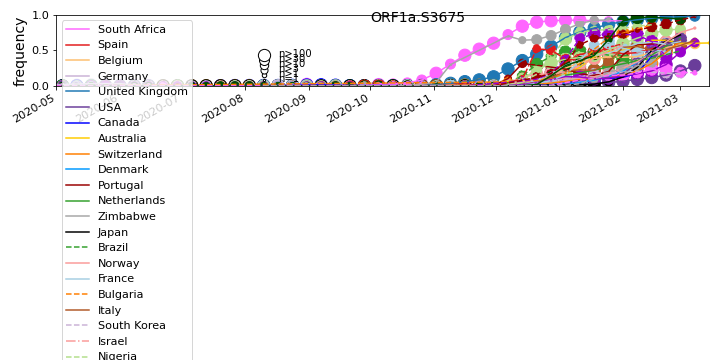 ORF1a.S3675
frequency
1.0
0.5
0.0
n>100
2020-05
2020-07
2020-08
2020-09
2020-10
2020-11
2020-12
2021-01
2021-02
2021-03
South Africa
Spain
Belgium
Germany
United Kingdom
USA
Canada
Australia
Switzerland
Denmark
Portugal
Netherlands
Zimbabwe
Japan
Brazil
Norway
France
Bulgaria
Italy
South Korea
Israel
Nigeria